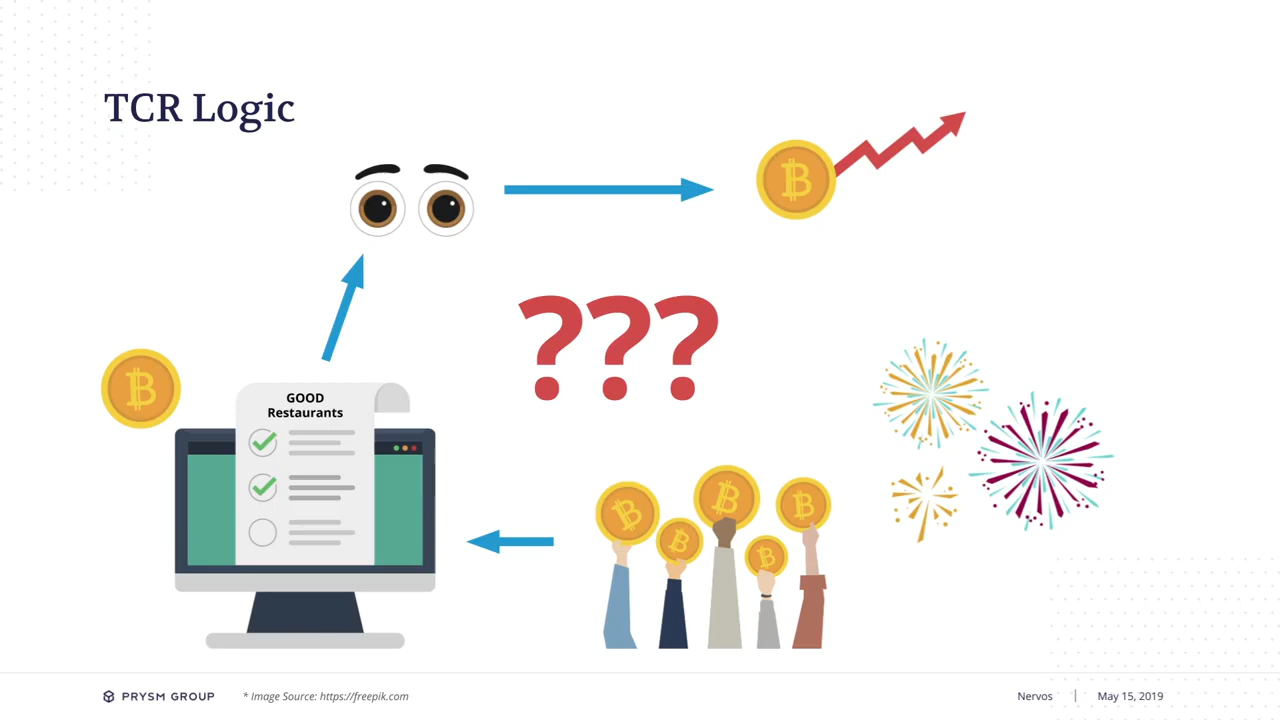 TCR Logic
???
GOOD
Restaurants
PRYSM GROUP
* Image Source: https://freepik.com
Nervos | May 15, 2019